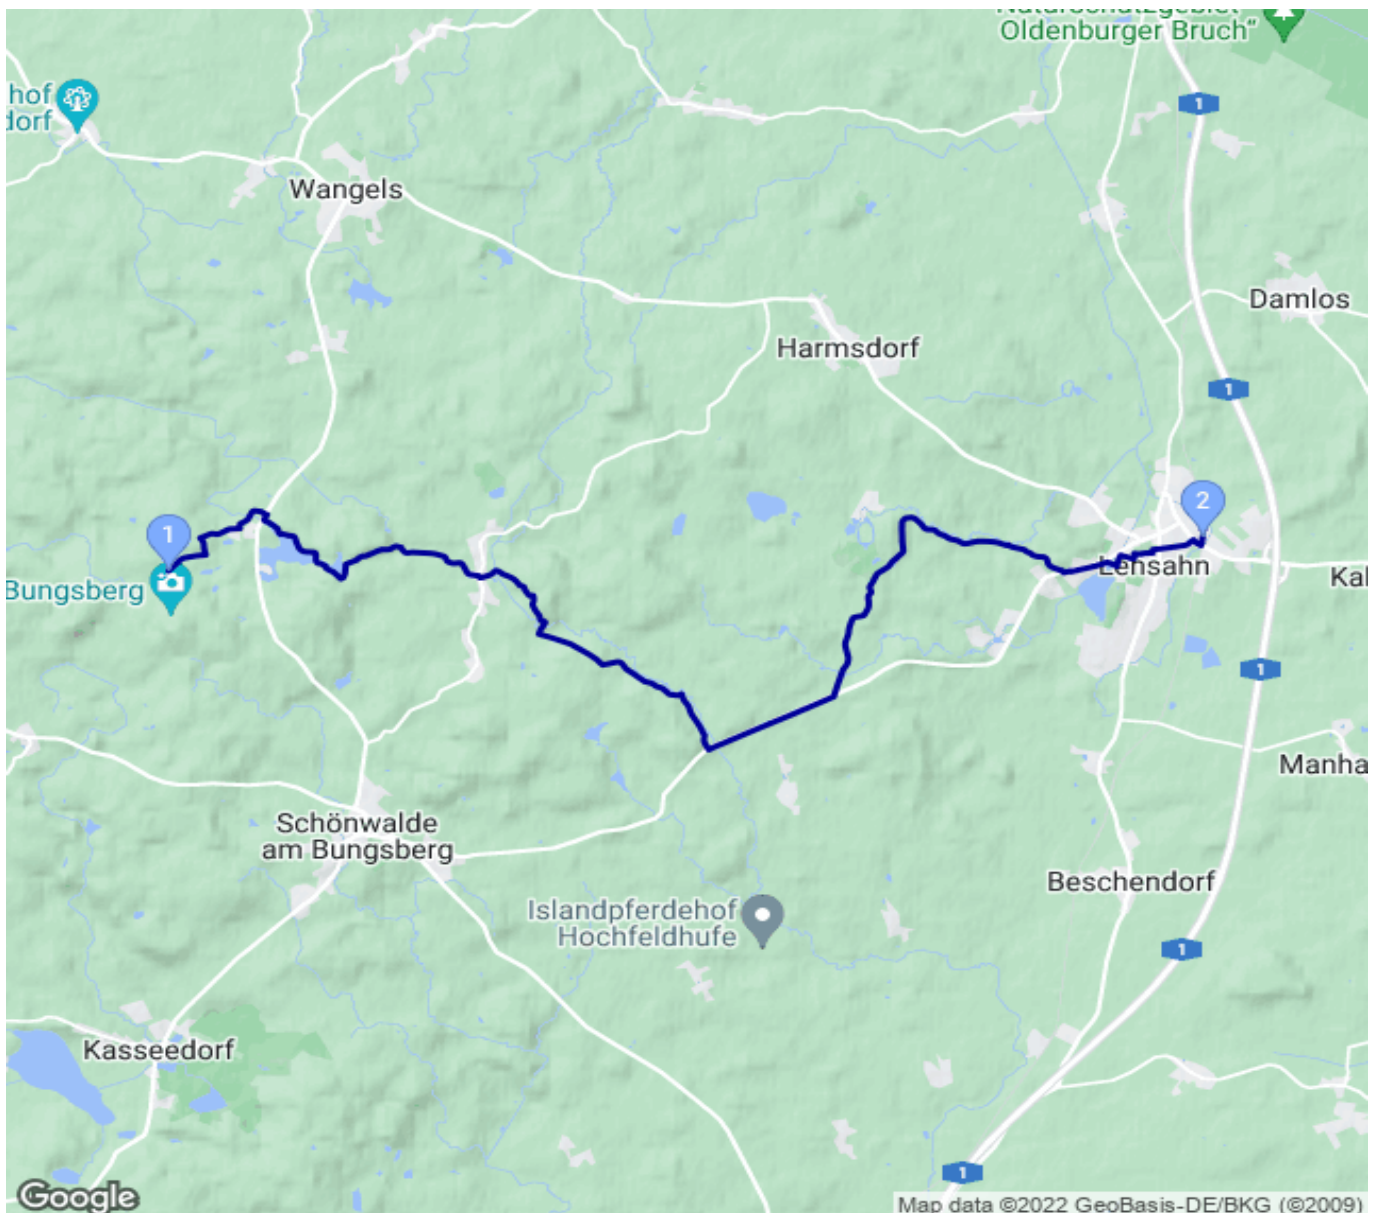 Naturschutzgebiet
Oldenburger Bruch"
hof
dorf
1
Wangels
Damlos
Harmsdorf
1
2
1
Bungsberg
Lensahn
Kal
1
Manha
Schönwalde
am Bungsberg
Beschendorf
Islandpferdehof
Hochfeldhufe
1
Kasseedorf
1
Google
Map data ©2022 GeoBasis-DE/BKG (©2009)